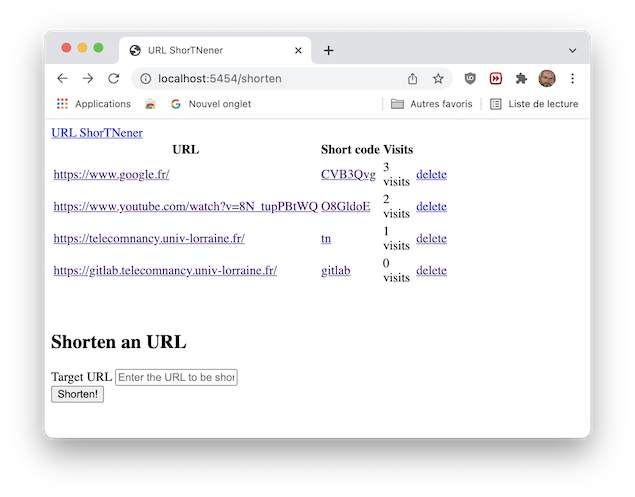 URL ShorTNener
localhost:5454/shorten
Applications
Nouvel onglet
Autres favoris
Liste de lecture
URL ShorTNener
URL Short code Visits
https://www.google.fr/ CVB3Qvg 3 visits delete
https://www.youtube.com/watch?v=8N_tupPBtWQ O8GldoE 2 visits delete
https://telecomnancy.univ-lorraine.fr/ tn 1 visits delete
https://gitlab.telecomnancy.univ-lorraine.fr/ gitlab 0 visits delete
Shorten an URL
Target URL Enter the URL to be shor
Shorten!